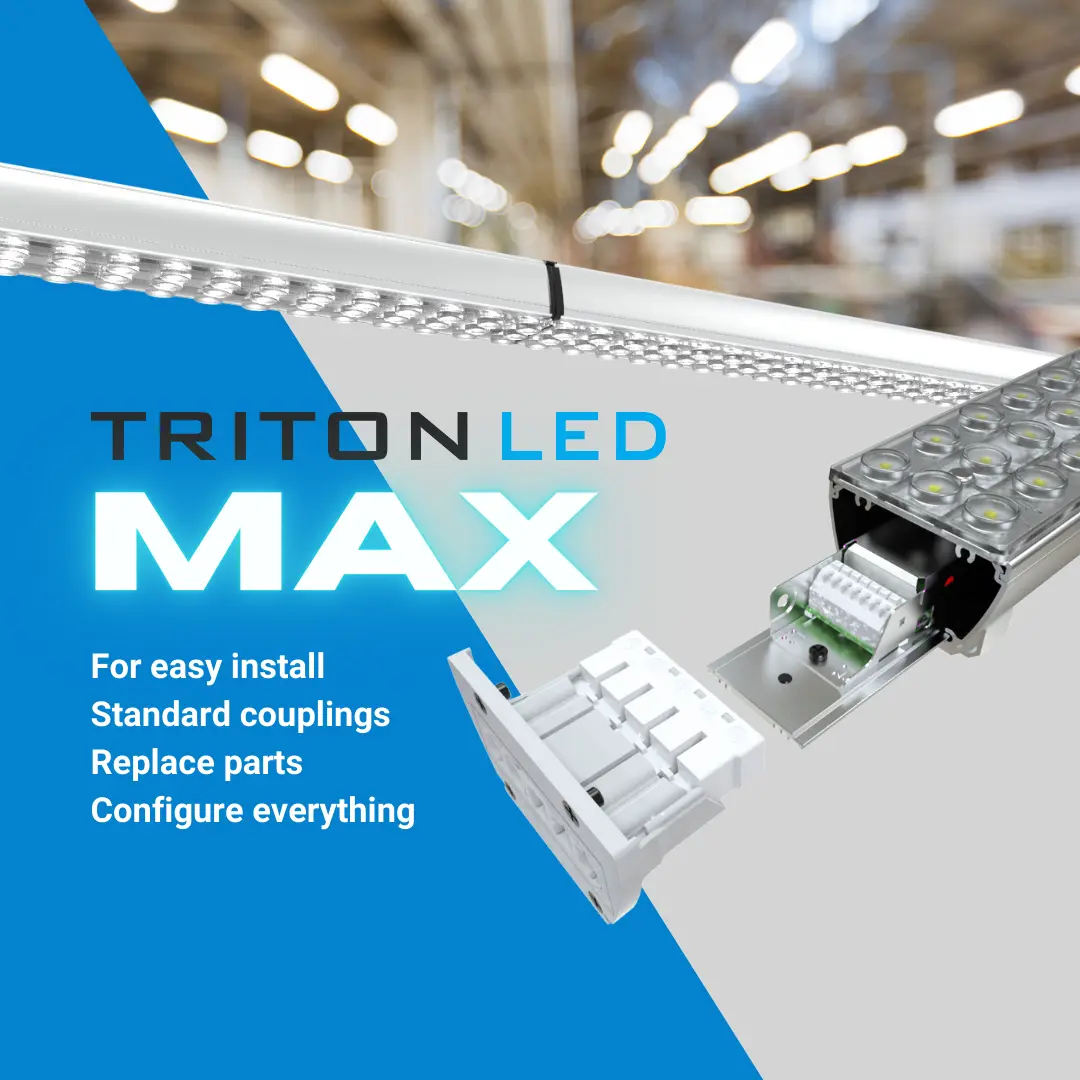 TRITON LED
MAX
For easy install
Standard couplings
Replace parts
Configure everything